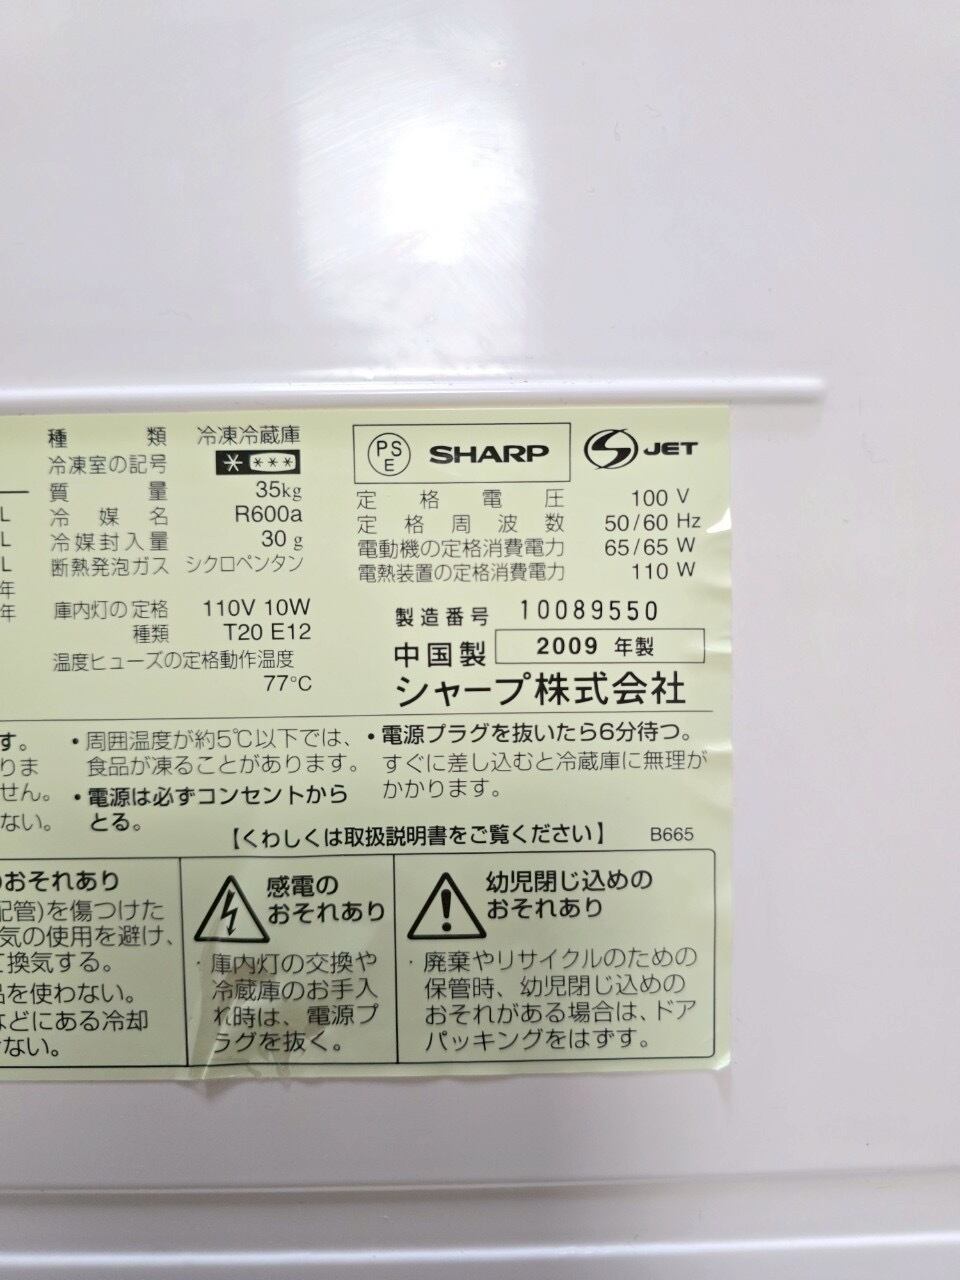 種類 冷凍冷蔵庫
冷凍室の記号
質量 35kg
冷媒名 R600a
冷媒封入量 30g
断熱発泡ガス シクロペンタン
庫内灯の定格 110V 10W
種類 T20 E12
温度ヒューズの定格動作温度
77℃
L
L
L
年
年
PSE SHARP JET
定格電圧 100 V
定格周波数 50/60 Hz
電動機の定格消費電力 65/65 W
電熱装置の定格消費電力 110 W
製造番号 10089550
中国製 2009 年製
シャープ株式会社
す。
りま
せん。
ない。
・周囲温度が約5℃以下では、
食品が凍ることがあります。
・電源は必ずコンセントから
とる。
・電源プラグを抜いたら6分待つ。
すぐに差し込むと冷蔵庫に無理が
かかります。
【くわしくは取扱説明書をご覧ください】 B665
のおそれあり
配管)を傷つけた
気の使用を避け、
て換気する。
品を使わない。
などにある冷却
ない。
感電の
おそれあり
・庫内灯の交換や
冷蔵庫のお手入
れ時は、電源プ
ラグを抜く。
幼児閉じ込めの
おそれあり
・廃棄やリサイクルのための
保管時、幼児閉じ込めの
おそれがある場合は、ドア
パッキングをはずす。